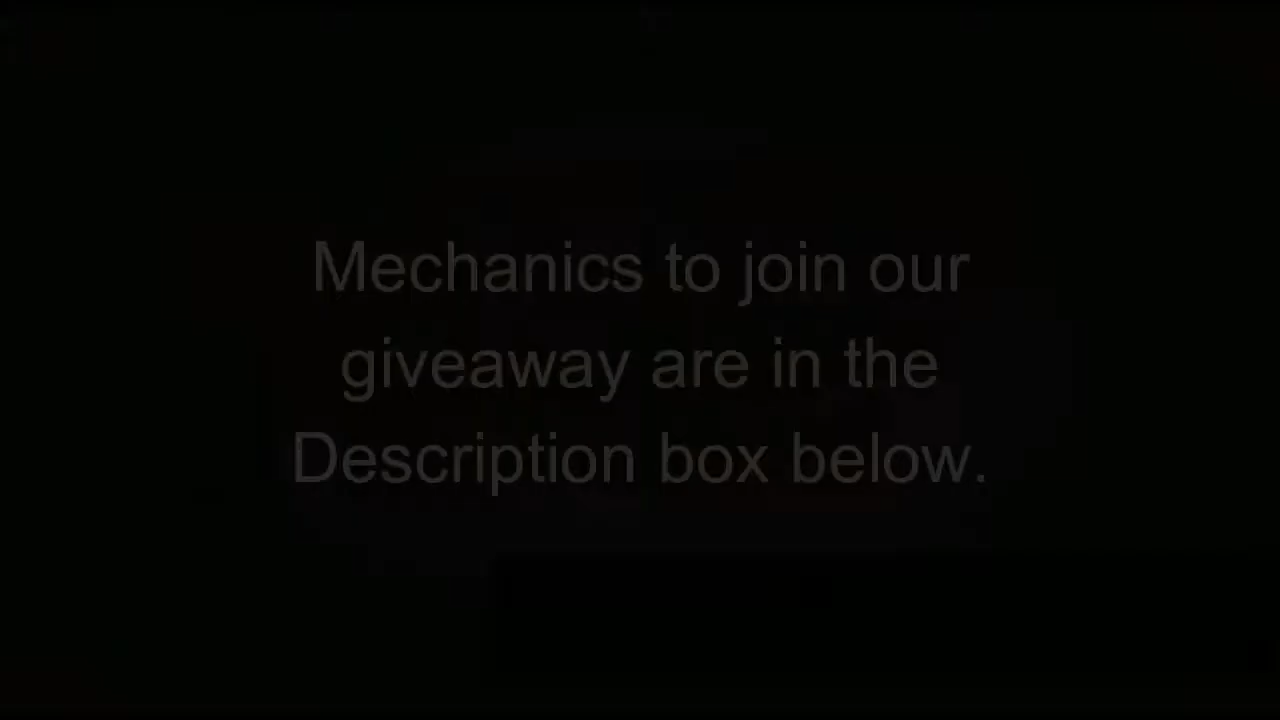 Mechanics to join our
giveaway are in the
Description box below.